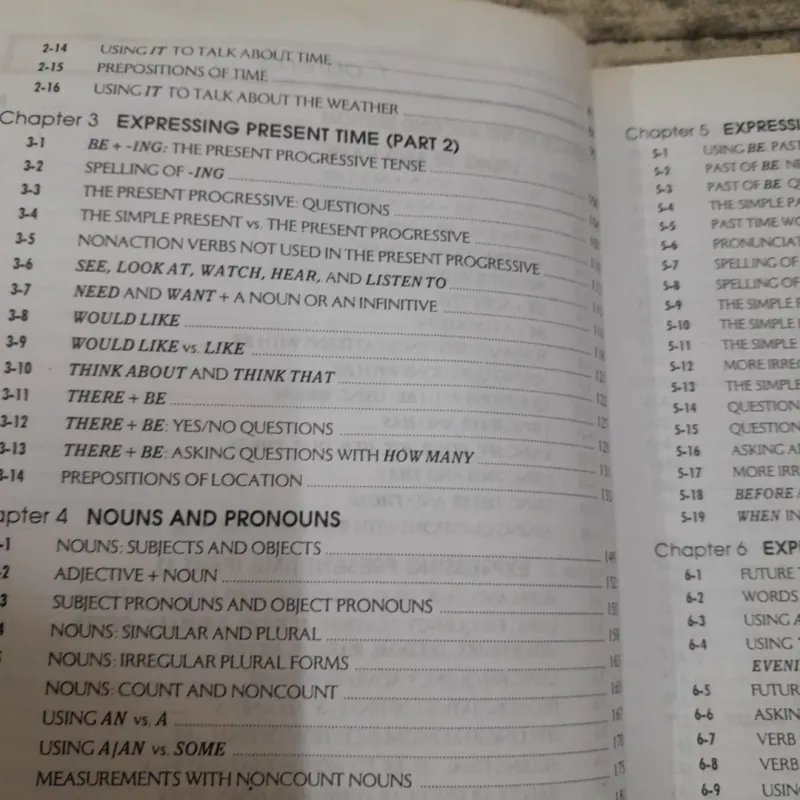 2-14 USING IT TO TALK ABOUT TIME
2-15 PREPOSITIONS OF TIME
2-16 USING IT TO TALK ABOUT THE WEATHER
Chapter 3 EXPRESSING PRESENT TIME (PART 2)
3-1 BE + -ING: THE PRESENT PROGRESSIVE TENSE
3-2 SPELLING OF -ING
3-3 THE PRESENT PROGRESSIVE: QUESTIONS
3-4 THE SIMPLE PRESENT vs. THE PRESENT PROGRESSIVE
3-5 NONACTION VERBS NOT USED IN THE PRESENT PROGRESSIVE
3-6 SEE, LOOK AT, WATCH, HEAR, AND LISTEN TO
3-7 NEED AND WANT + A NOUN OR AN INFINITIVE
3-8 WOULD LIKE
3-9 WOULD LIKE vs. LIKE
3-10 THINK ABOUT AND THINK THAT
3-11 THERE + BE
3-12 THERE + BE: YES/NO QUESTIONS
3-13 THERE + BE: ASKING QUESTIONS WITH HOW MANY
3-14 PREPOSITIONS OF LOCATION
apter 4 NOUNS AND PRONOUNS
-1 NOUNS: SUBJECTS AND OBJECTS
-2 ADJECTIVE + NOUN 152
3 SUBJECT PRONOUNS AND OBJECT PRONOUNS
NOUNS: SINGULAR AND PLURAL
NOUNS: IRREGULAR PLURAL FORMS
NOUNS: COUNT AND NONCOUNT
USING AN vs. A 167
USING A/AN vs. SOME 170
MEASUREMENTS WITH NONCOUNT NOUNS 175
Chapter 5 EXPRESSI
5-1 USING BE: PAST
5-2 PAST OF BE: NE
5-3 PAST OF BE: Q
5-4 THE SIMPLE PA
5-5 PAST TIME WO
5-6 PRONUNCIAT
5-7 SPELLING OF
5-8 SPELLING OF
5-9 THE SIMPLE
5-10 THE SIMPLE
5-11 THE SIMPLE
5-12 MORE IRRE
5-13 THE SIMPLE
5-14 QUESTION
5-15 QUESTION
5-16 ASKING A
5-17 MORE IRR
5-18 BEFORE
5-19 WHEN IN
Chapter 6 EXP
6-1 FUTURE
6-2 WORDS
6-3 USING A
6-4 USING
EVENI
6-5 FUTUR
6-6 ASKIN
6-7 VERB
6-8 VERB
6-9 USIN